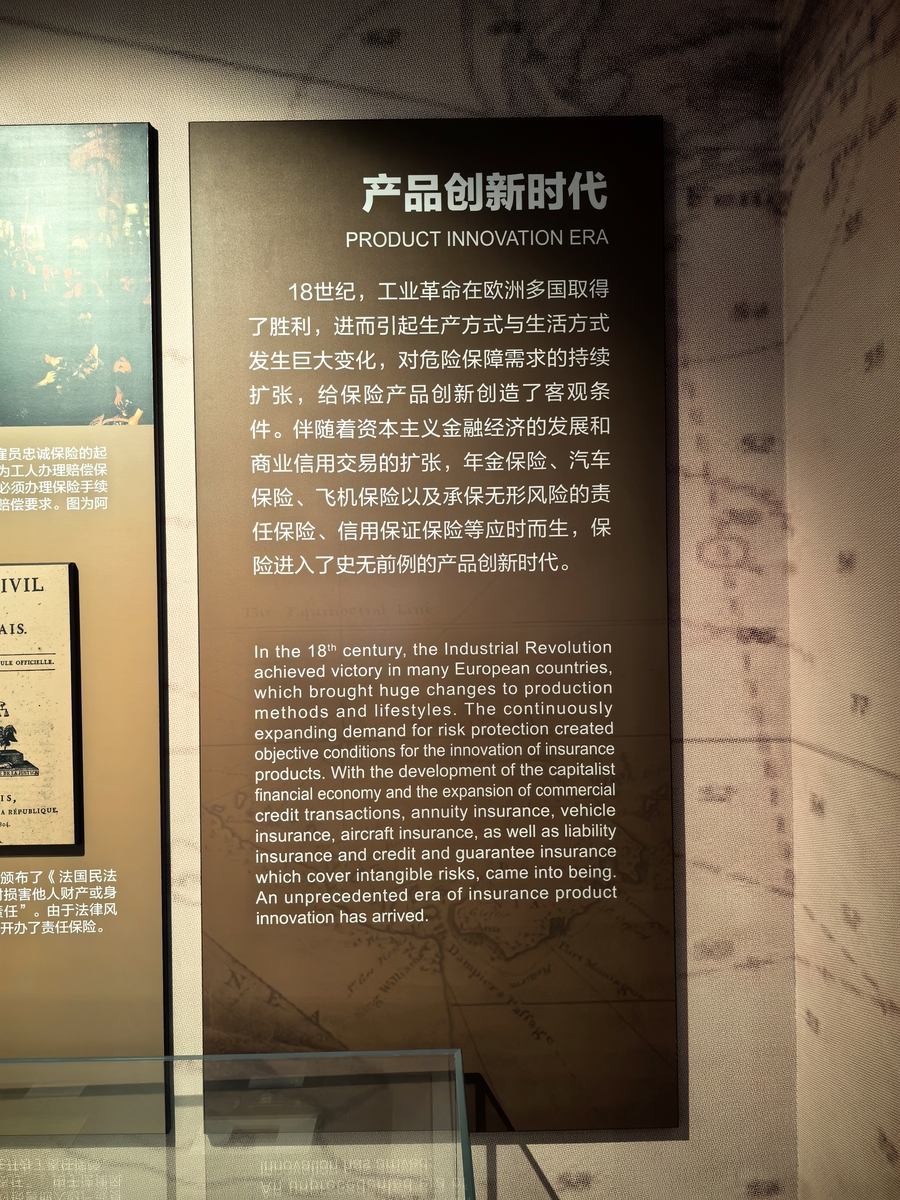 产品创新时代
PRODUCT INNOVATION ERA
18世纪，工业革命在欧洲多国取得
了胜利，进而引起生产方式与生活方式
发生巨大变化，对危险保障需求的持续
扩张，给保险产品创新创造了客观条
件。伴随着资本主义金融经济的发展和
商业信用交易的扩张，年金保险、汽车
保险、飞机保险以及承保无形风险的责
任保险、信用保证保险等应时而生，保
险进入了史无前例的产品创新时代。
In the 18th century, the Industrial Revolution
achieved victory in many European countries,
which brought huge changes to production
methods and lifestyles. The continuously
expanding demand for risk protection created
objective conditions for the innovation of insurance
products. With the development of the capitalist
financial economy and the expansion of commercial
credit transactions, annuity insurance, vehicle
insurance, aircraft insurance, as well as liability
insurance and credit and guarantee insurance
which cover intangible risks, came into being.
An unprecedented era of insurance product
innovation has arrived.
雇员忠诚保险的起
为工人办理赔偿保
必须办理保险手续
赔偿要求。图为阿
IVIL
AIS.
ULE OFFICIELLE.
IS,
A RÉPUBLIQUE,
804.
颁布了《法国民法
损害他人财产或身
责任”。由于法律风
开办了责任保险。